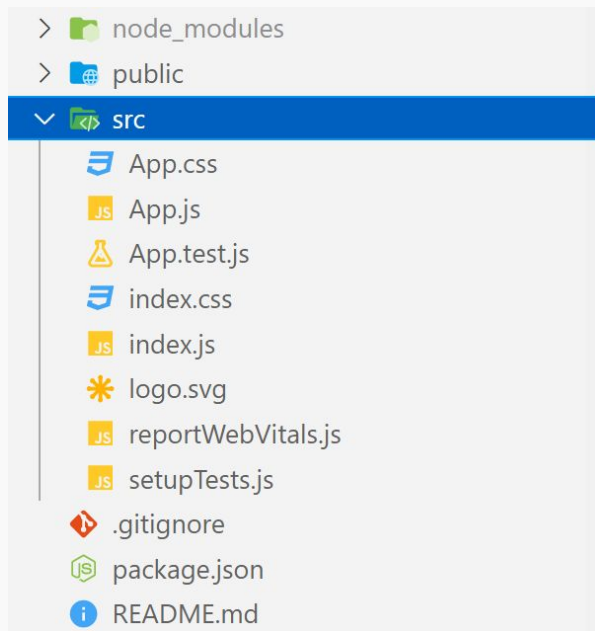 node_modules
public
src
App.css
App.js
App.test.js
index.css
index.js
logo.svg
reportWebVitals.js
setupTests.js
.gitignore
package.json
README.md